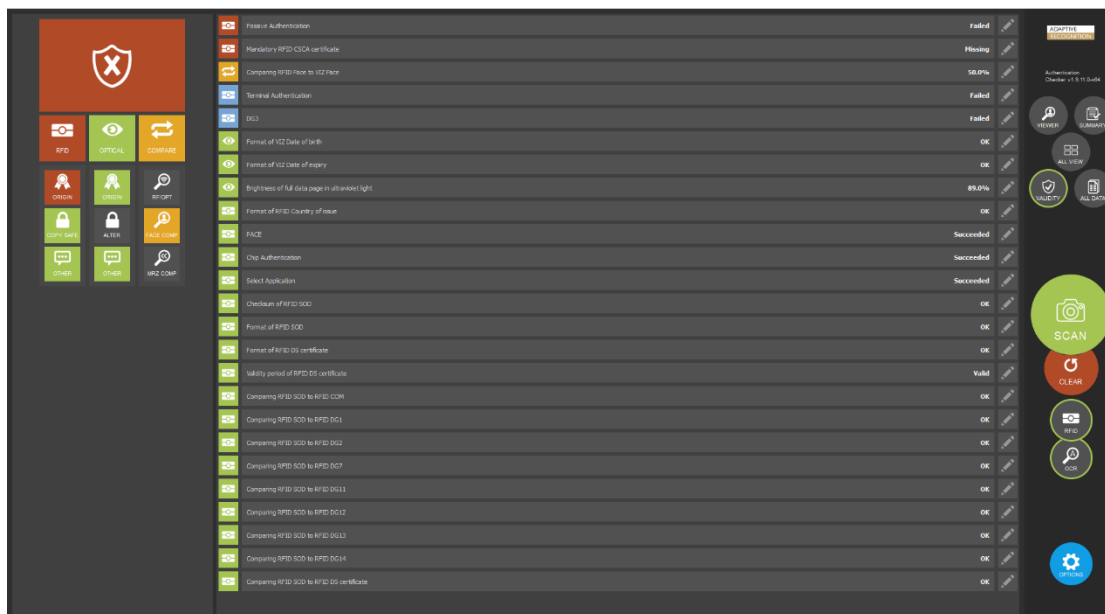 RFID
OPTICAL
COMPARE
ORIGIN
ORIGIN
RF/OPT
COPY SAFE
ALTER
FACE COMP
OTHER
OTHER
MRZ COMP
Passive Authentication Failed
Mandatory RFID CSCA certificate Missing
Comparing RFID Face to VIZ Face 50.0%
Terminal Authentication Failed
DG3 Failed
Format of VIZ Date of birth OK
Format of VIZ Date of expiry OK
Brightness of full data page in ultraviolet light 89.0%
Format of RFID Country of issue OK
PACE Succeeded
Chip Authentication Succeeded
Select Application Succeeded
Checksum of RFID SOD OK
Format of RFID SOD OK
Format of RFID DS certificate OK
Validity period of RFID DS certificate Valid
Comparing RFID SOD to RFID COM OK
Comparing RFID SOD to RFID DG1 OK
Comparing RFID SOD to RFID DG2 OK
Comparing RFID SOD to RFID DG7 OK
Comparing RFID SOD to RFID DG11 OK
Comparing RFID SOD to RFID DG12 OK
Comparing RFID SOD to RFID DG13 OK
Comparing RFID SOD to RFID DG14 OK
Comparing RFID SOD to RFID DS certificate OK
ADAPTIVE
RECOGNITION
Authentication
Checker v1.9.11.0-x64
VIEWER
SUMMARY
ALL VIEW
VALIDITY
ALL DATA
SCAN
CLEAR
RFID
OCR
OPTIONS